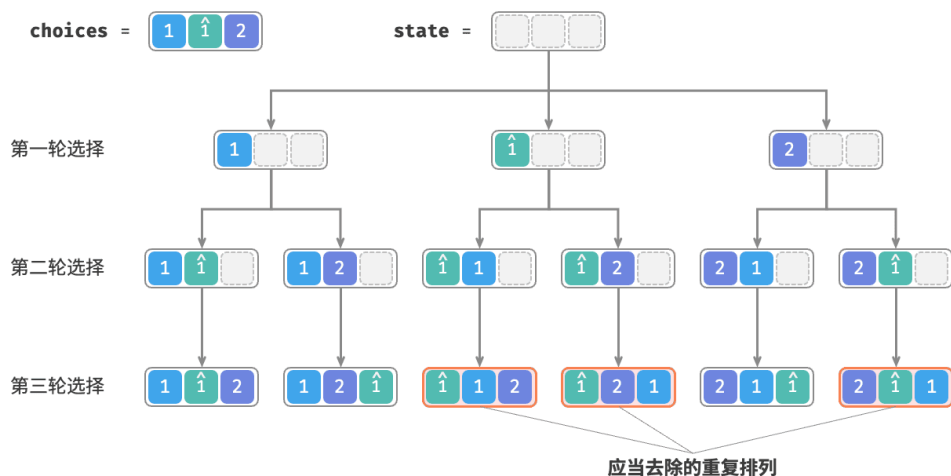 choices = 1 1̂ 2 state =
第一轮选择 1 1̂ 2
第二轮选择 1 1̂ 1 2 1̂ 1 1̂ 2 2 1 2 1̂
第三轮选择 1 1̂ 2 1 2 1̂ 1̂ 1 2 1̂ 2 1 2 1 1̂ 2 1̂ 1
应当去除的重复排列